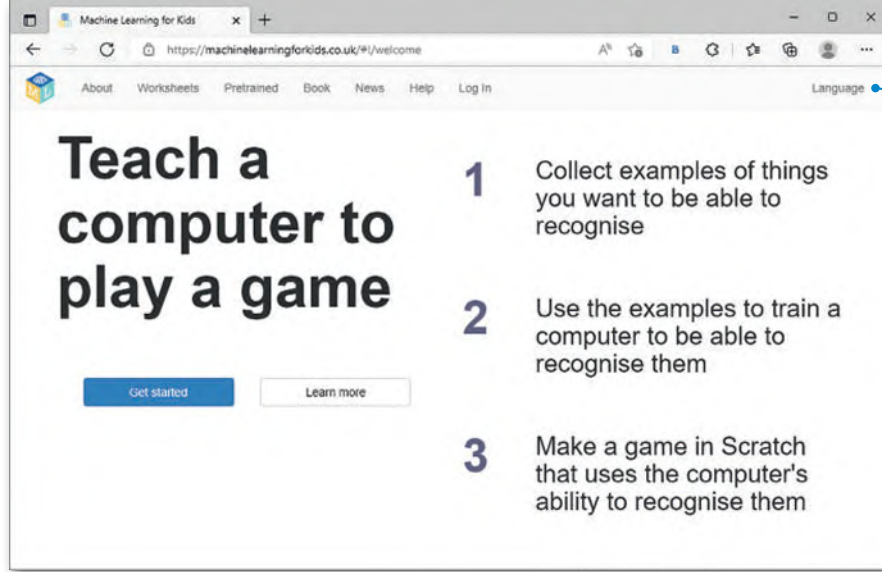 Machine Learning for Kids
https://machinelearningforkids.co.uk/#!/welcome
About Worksheets Pretrained Book News Help Log In Language
Teach a
computer to
play a game
Get started Learn more
1 Collect examples of things
you want to be able to
recognise
2 Use the examples to train a
computer to be able to
recognise them
3 Make a game in Scratch
that uses the computer's
ability to recognise them